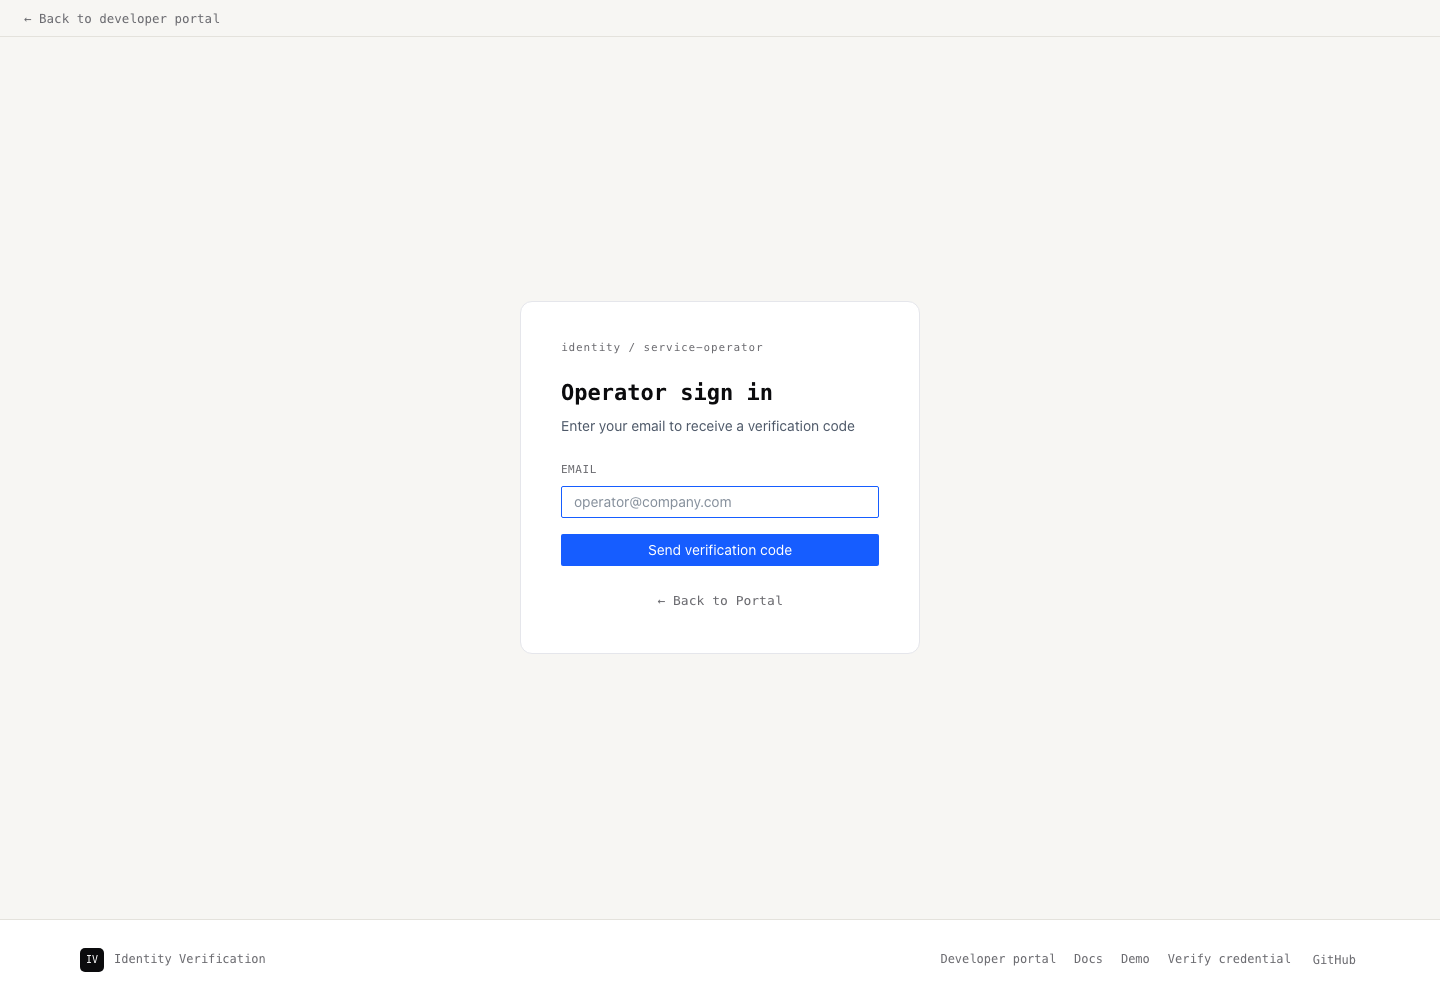 ← Back to developer portal
identity / service-operator
Operator sign in
Enter your email to receive a verification code
EMAIL
operator@company.com
Send verification code
← Back to Portal
IV Identity Verification
Developer portal Docs Demo Verify credential GitHub